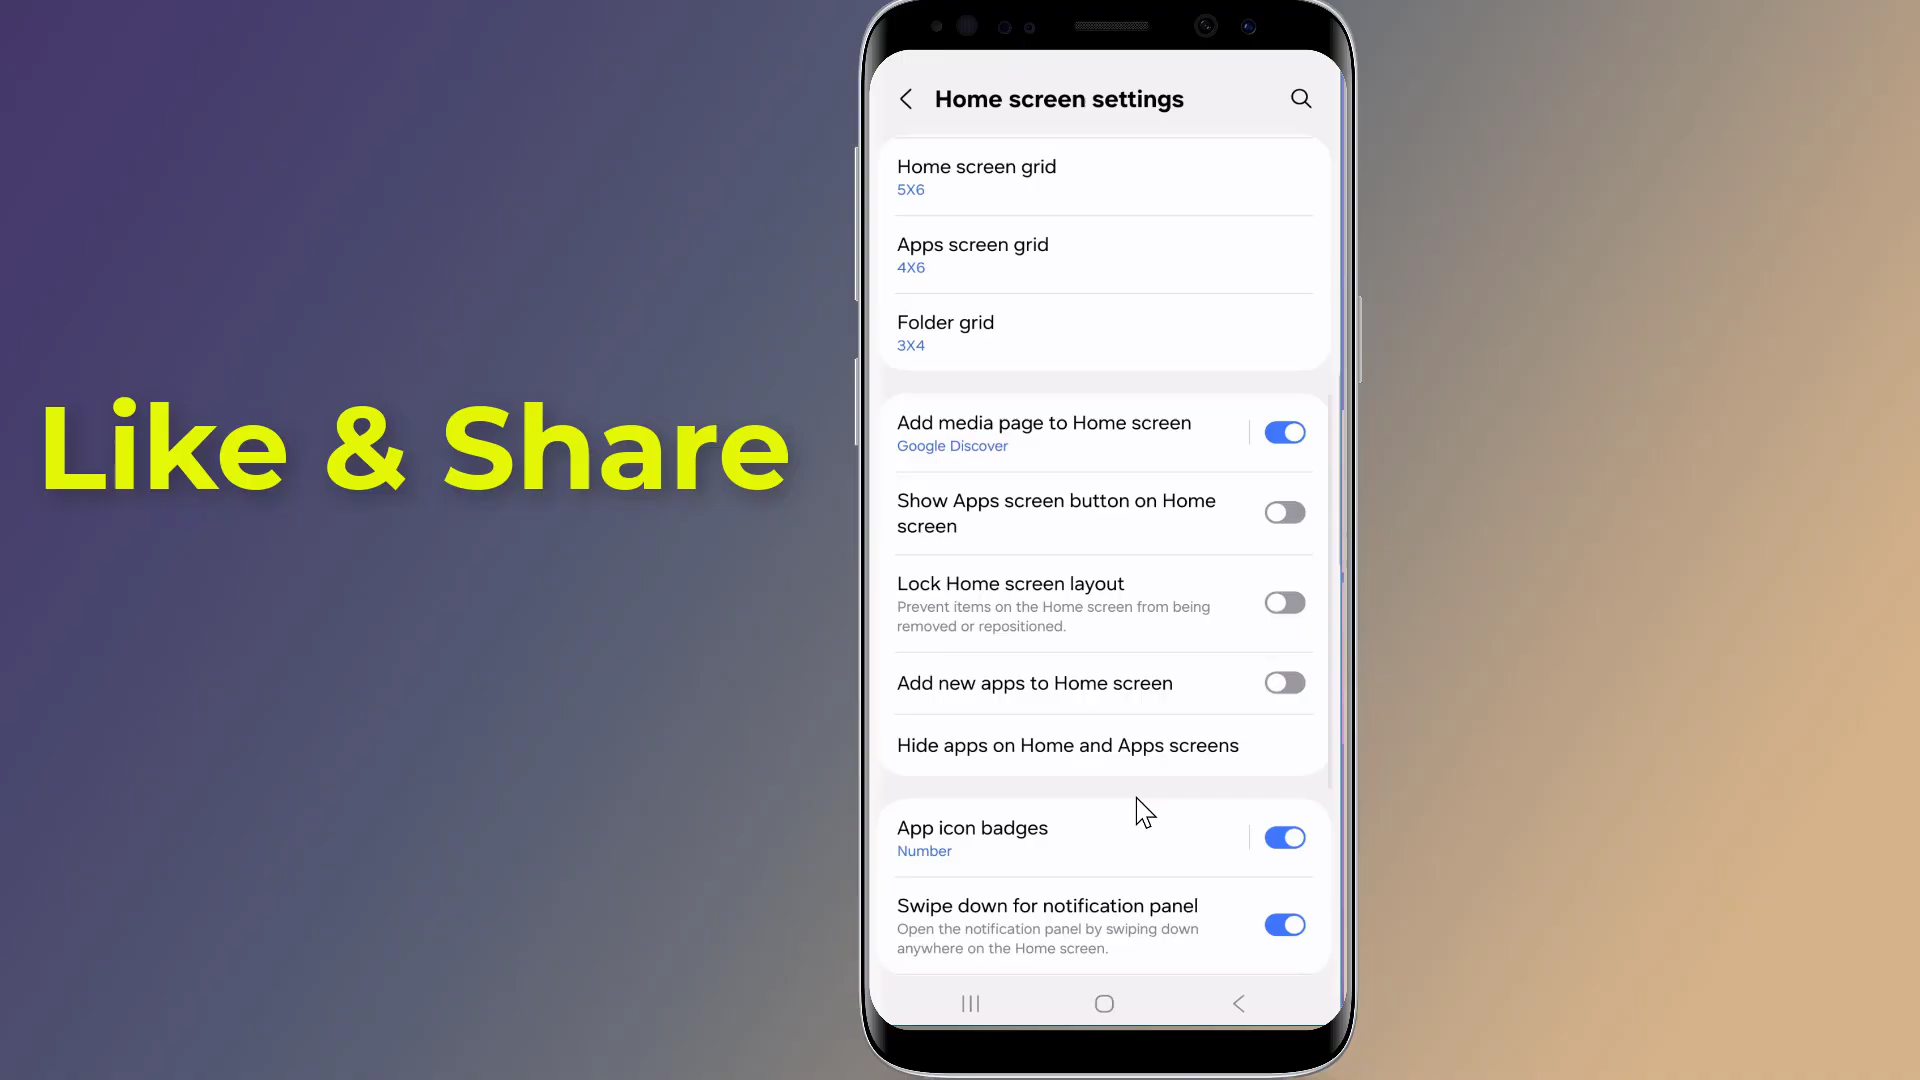 Like & Share
Home screen settings
Home screen grid
5X6
Apps screen grid
4X6
Folder grid
3X4
Add media page to Home screen
Google Discover
Show Apps screen button on Home
screen
Lock Home screen layout
Prevent items on the Home screen from being
removed or repositioned.
Add new apps to Home screen
Hide apps on Home and Apps screens
App icon badges
Number
Swipe down for notification panel
Open the notification panel by swiping down
anywhere on the Home screen.